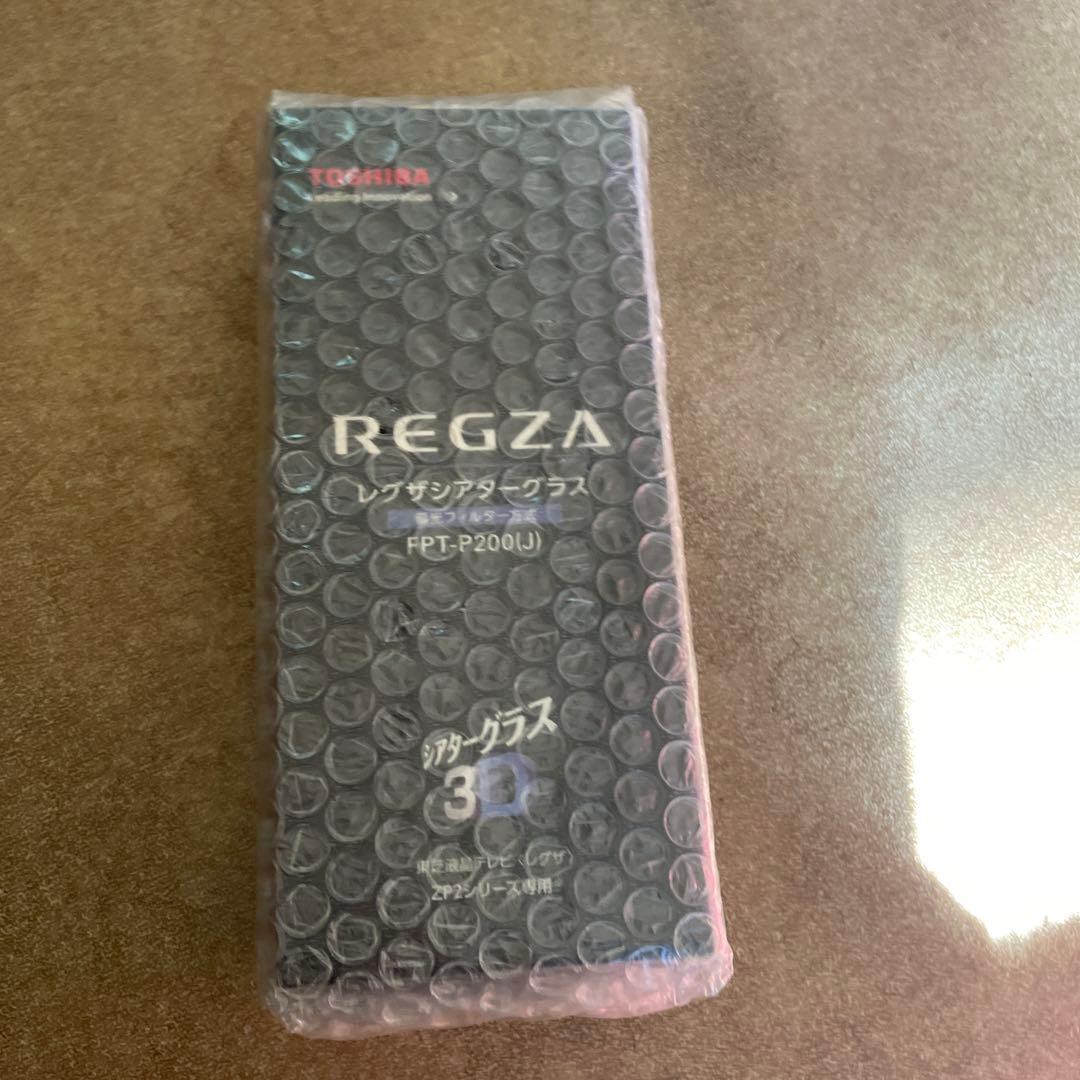 TOSHIBA
Leading Innovation >>>
REGZA
レグザシアターグラス
偏光フィルター方式
FPT-P200(J)
シアターグラス
3D
東芝液晶テレビ〈レグザ〉
ZP2シリーズ専用